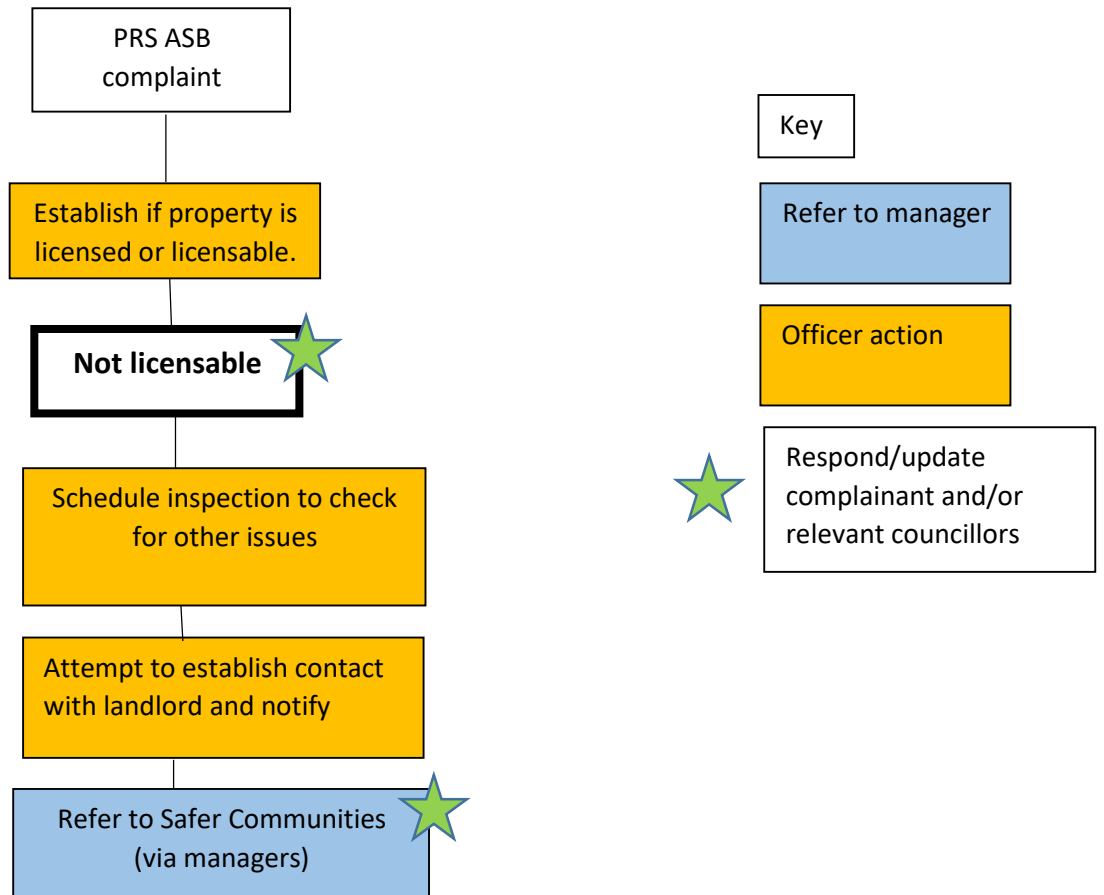 PRS ASB
complaint
Establish if property is
licensed or licensable.
Not licensable
Schedule inspection to check
for other issues
Attempt to establish contact
with landlord and notify
Refer to Safer Communities
(via managers)
Key
Refer to manager
Officer action
Respond/update
complainant and/or
relevant councillors